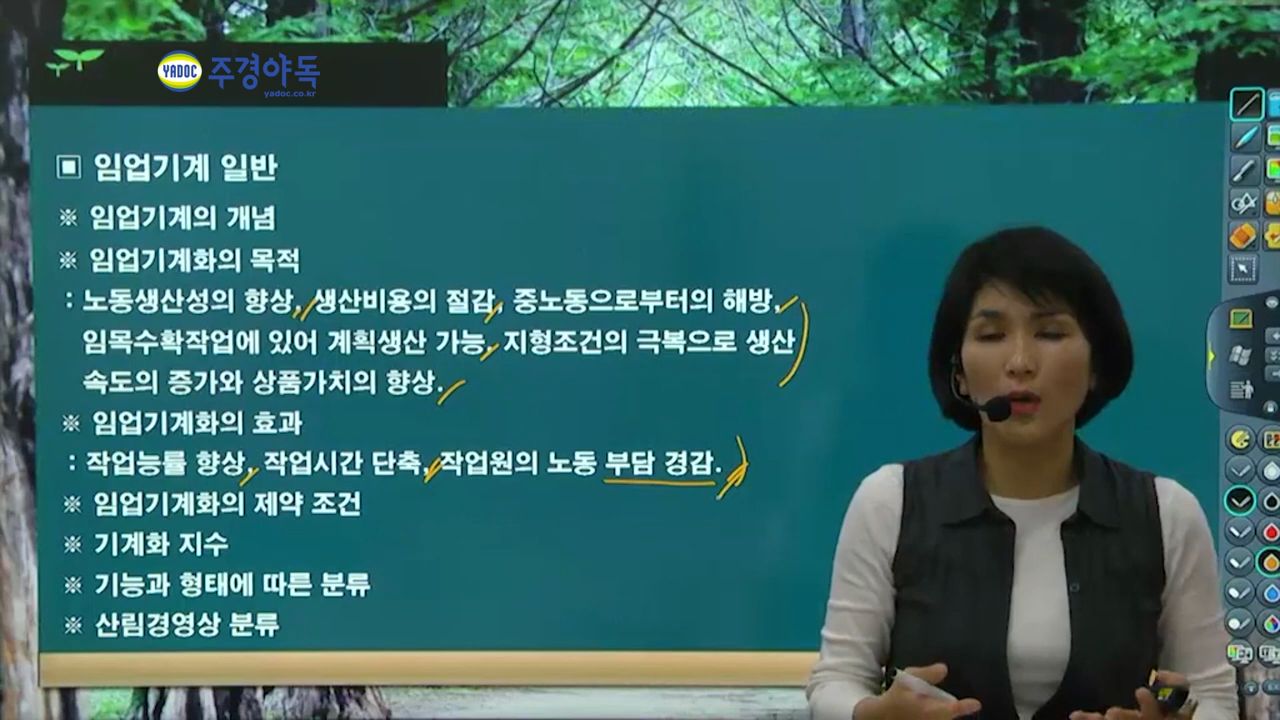 YADOC 주경야독
yadoc.co.kr
▣ 임업기계 일반
※ 임업기계의 개념
※ 임업기계화의 목적
: 노동생산성의 향상, 생산비용의 절감, 중노동으로부터의 해방,
임목수확작업에 있어 계획생산 가능, 지형조건의 극복으로 생산
속도의 증가와 상품가치의 향상.
※ 임업기계화의 효과
: 작업능률 향상, 작업시간 단축, 작업원의 노동 부담 경감.
※ 임업기계화의 제약 조건
※ 기계화 지수
※ 기능과 형태에 따른 분류
※ 산림경영상 분류